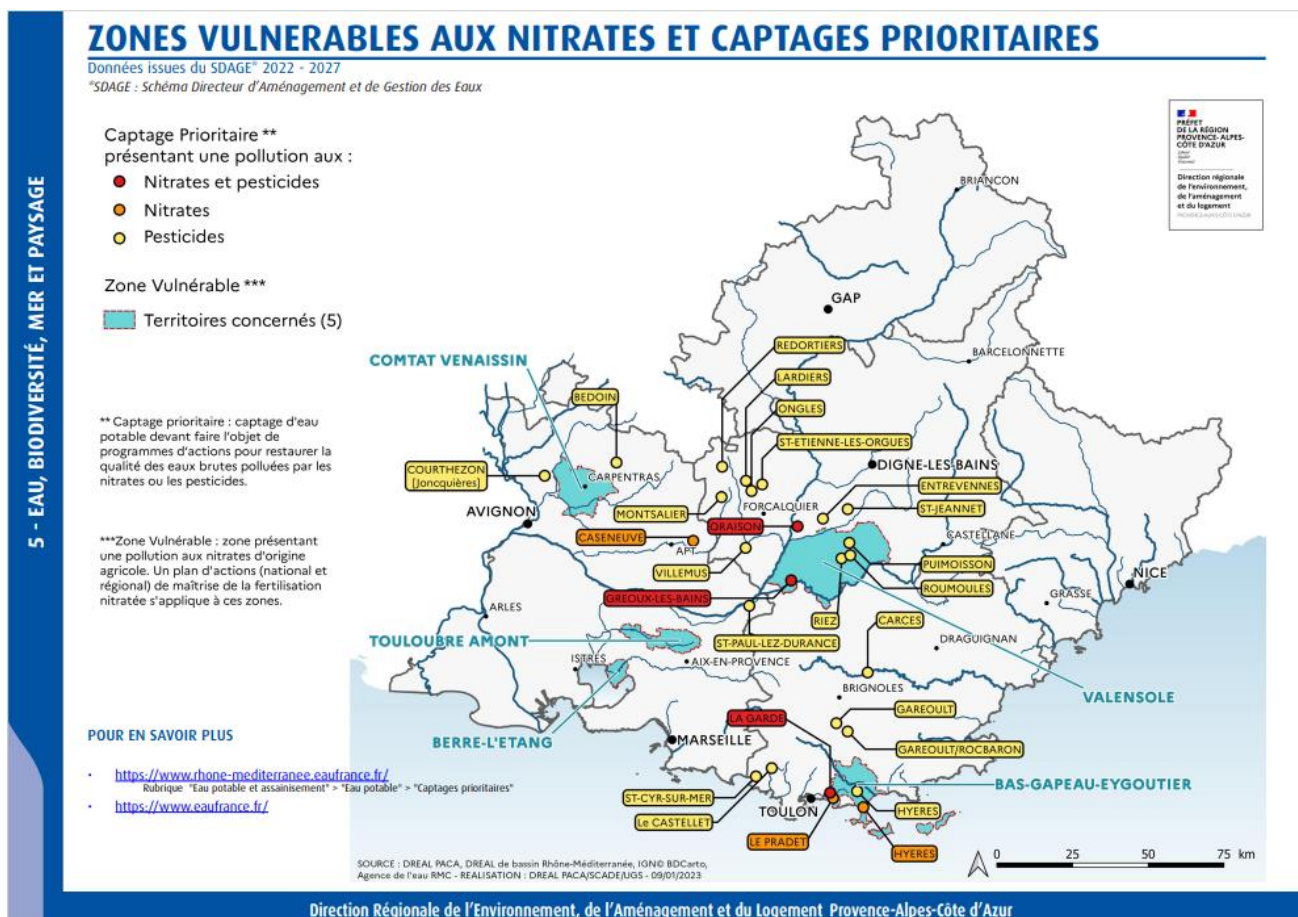 ZONES VULNERABLES AUX NITRATES ET CAPTAGES PRIORITAIRES
Données issues du SDAGE* 2022 - 2027
*SDAGE : Schéma Directeur d'Aménagement et de Gestion des Eaux
5 - EAU, BIODIVERSITÉ, MER ET PAYSAGE
Captage Prioritaire **
présentant une pollution aux :
Nitrates et pesticides
Nitrates
Pesticides
Zone Vulnérable ***
Territoires concernés (5)
** Captage prioritaire : captage d'eau
potable devant faire l'objet de
programmes d'actions pour restaurer la
qualité des eaux brutes polluées par les
nitrates ou les pesticides.
***Zone Vulnérable : zone présentant
une pollution aux nitrates d'origine
agricole. Un plan d'actions (national et
régional) de maîtrise de la fertilisation
nitratée s'applique à ces zones.
POUR EN SAVOIR PLUS
• https://www.rhone-mediterranee.eaufrance.fr/
Rubrique "Eau potable et assainisement" > "Eau potable" > "Captages prioritaires"
• https://www.eaufrance.fr/
PRÉFET
DE LA RÉGION
PROVENCE-ALPES-
CÔTE D'AZUR
Direction régionale
de l'environnement,
de l'aménagement
et du logement
PROVENCE-ALPES-CÔTE D'AZUR
BRIANCON
GAP
REDORTIERS
BARCELONNETTE
COMTAT VENAISSIN
LARDIERS
BEDOIN
ONGLES
ST-ETIENNE-LES-ORGUES
DIGNE-LES-BAINS
COURTHEZON
[Joncquières]
CARPENTRAS
ENTREVENNES
AVIGNON
MONTSALIER
FORCALQUIER
ST-JEANNET
ORAISON
CASENEUVE
APT
CASTELLANE
VILLEMUS
PUIMOISSON
NICE
ROUMOULES
GREOUX-LES-BAINS
GRASSE
ARLES
RIEZ
CARCES
TOULOUBRE AMONT
ST-PAUL-LEZ-DURANCE
DRAGUIGNAN
ISTRES
AIX-EN-PROVENCE
BRIGNOLES
VALENSOLE
LA GARDE
GAREOULT
BERRE-L'ETANG
MARSEILLE
GAREOULT/ROCBARON
BAS-GAPEAU-EYGOUTIER
ST-CYR-SUR-MER
TOULON
HYERES
Le CASTELLET
LE PRADET
HYERES
0 25 50 75 km
SOURCE : DREAL PACA, DREAL de bassin Rhône-Méditerranée, IGN© BDCarto,
Agence de l'eau RMC - REALISATION : DREAL PACA/SCADE/UGS - 09/01/2023
Direction Régionale de l'Environnement, de l'Aménagement et du Logement Provence-Alpes-Côte d'Azur